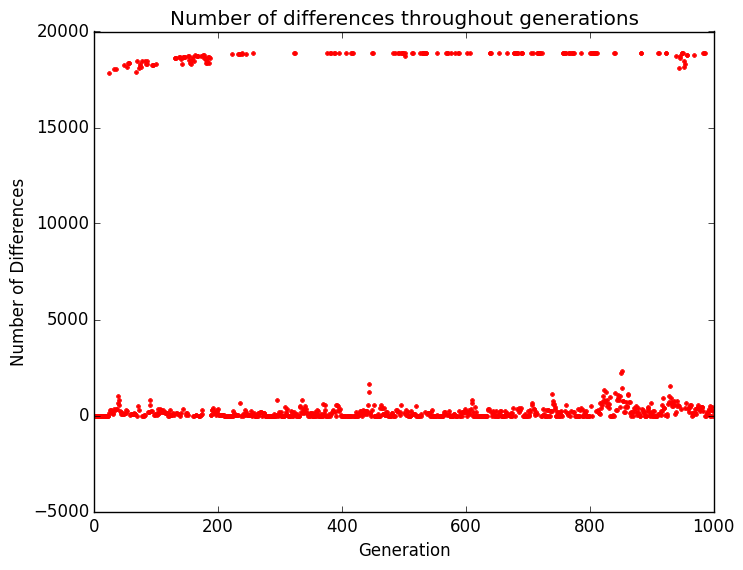 Number of differences throughout generations
20000
15000
10000
5000
0
−5000
Number of Differences
0 200 400 600 800 1000
Generation